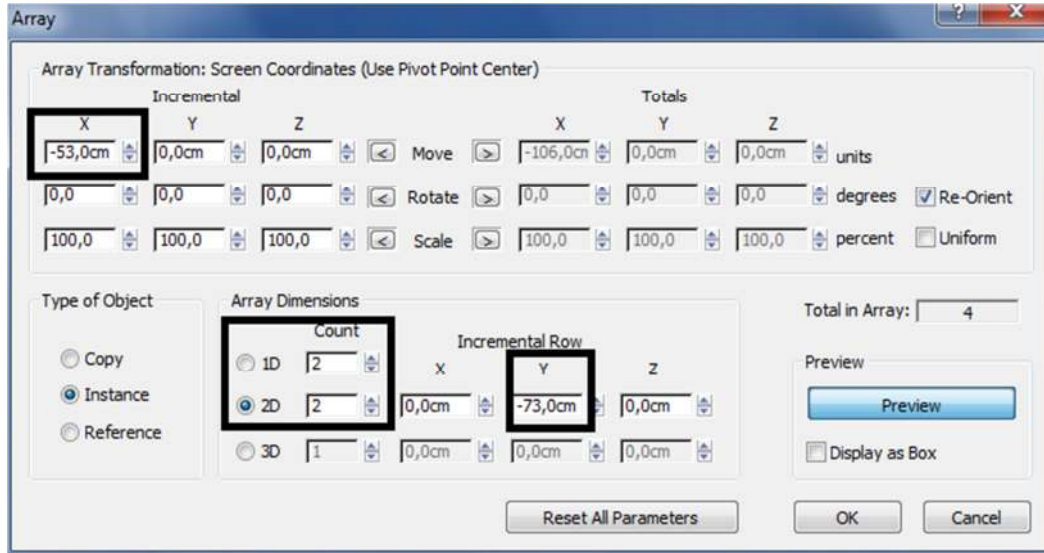 Array
? X
Array Transformation: Screen Coordinates (Use Pivot Point Center)
Incremental Totals
X Y Z X Y Z
-53,0cm 0,0cm 0,0cm < Move > -106,0cm 0,0cm 0,0cm units
0,0 0,0 0,0 < Rotate > 0,0 0,0 0,0 degrees Re-Orient
100,0 100,0 100,0 < Scale > 100,0 100,0 100,0 percent Uniform
Type of Object Array Dimensions Total in Array: 4
Count Incremental Row
Copy 1D 2 X Y Z Preview
Instance 2D 2 0,0cm -73,0cm 0,0cm Preview
Reference 3D 1 0,0cm 0,0cm 0,0cm Display as Box
Reset All Parameters OK Cancel